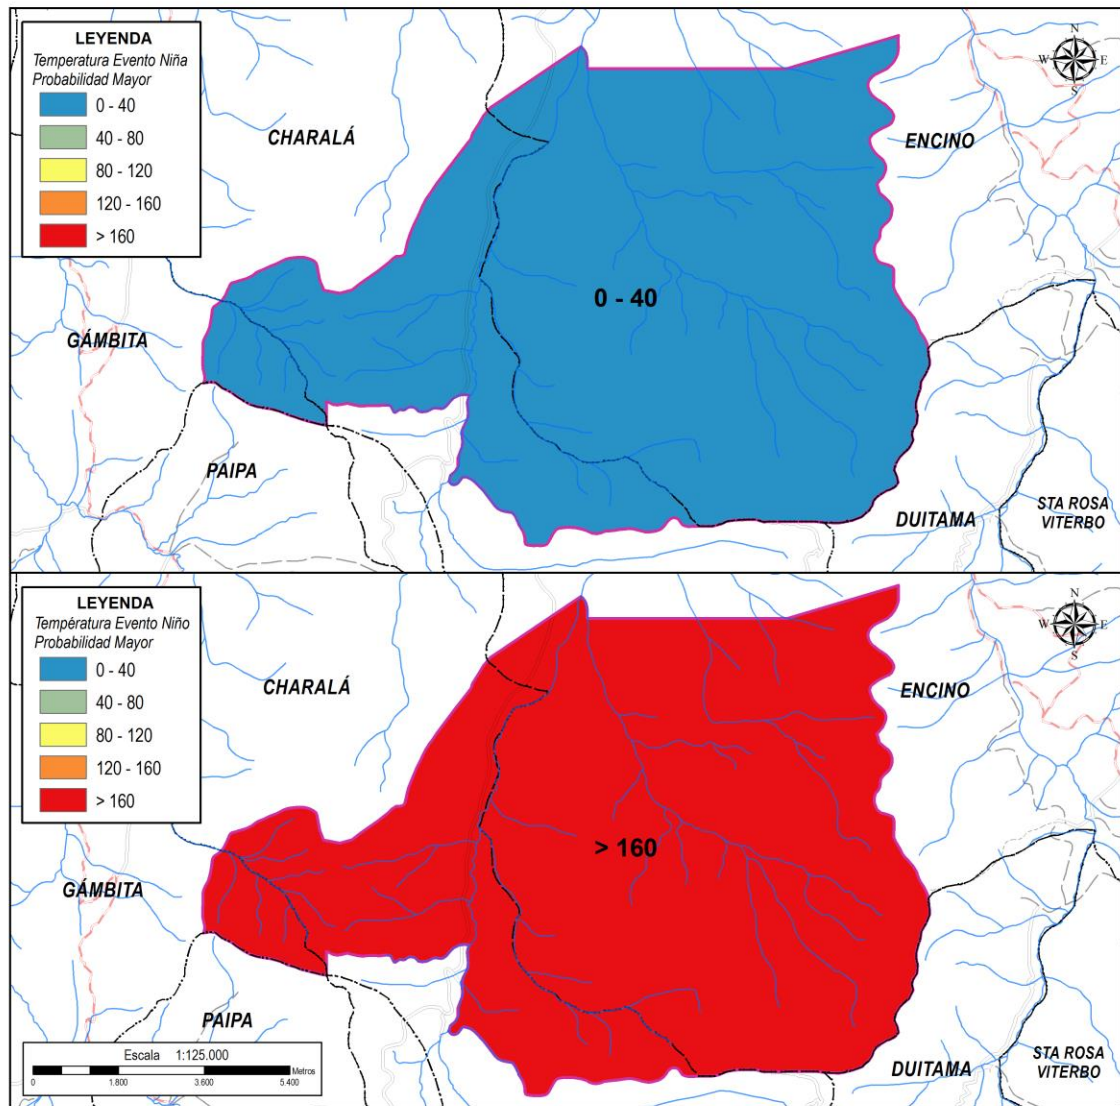 LEYENDA
Temperatura Evento Niña
Probabilidad Mayor
0 - 40
40 - 80
80 - 120
120 - 160
> 160
N
W E
S
CHARALÁ
ENCINO
0 - 40
GÁMBITA
PAIPA
DUITAMA
STA ROSA
VITERBO
LEYENDA
Témperatura Evento Niño
Probabilidad Mayor
0 - 40
40 - 80
80 - 120
120 - 160
> 160
N
W E
S
CHARALÁ
ENCINO
> 160
GÁMBITA
PAIPA
DUITAMA
STA ROSA
VITERBO
Escala 1:125.000
Metros
0 1.800 3.600 5.400